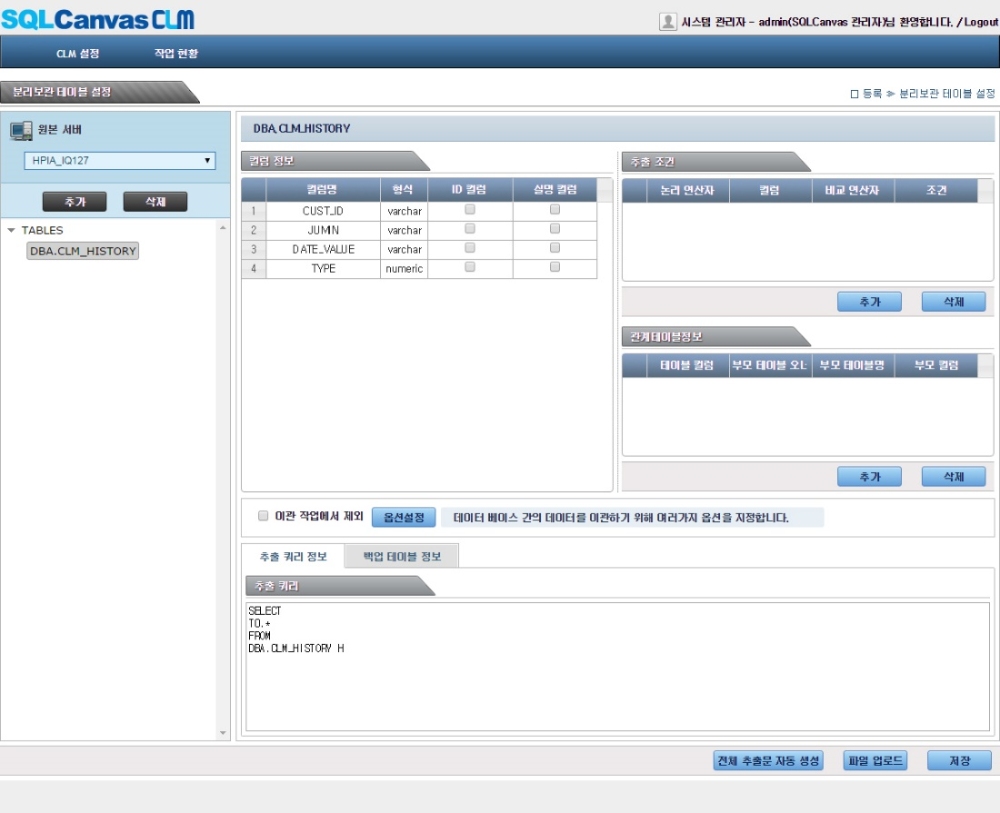 SQLCanvas CLM
시스템 관리자 - admin(SQLCanvas 관리자)님 환영합니다. / Logout
CLM 설정 작업 현황
분리보관 테이블 설정
등록 ≫ 분리보관 테이블 설정
원본 서버
HPIA_IQ127
추가 삭제
TABLES
DBA.CLM_HISTORY
DBA.CLM_HISTORY
컬럼 정보
컬럼명 형식 ID 컬럼 설명 컬럼
1 CUST_ID varchar
2 JUMIN varchar
3 DATE_VALUE varchar
4 TYPE numeric
추출 조건
논리 연산자 컬럼 비교 연산자 조건
추가 삭제
관계테이블정보
테이블 컬럼 부모 테이블 오너 부모 테이블명 부모 컬럼
추가 삭제
이관 작업에서 제외 옵션설정 데이터 베이스 간의 데이터를 이관하기 위해 여러가지 옵션을 지정합니다.
추출 쿼리 정보 백업 테이블 정보
추출 쿼리
SELECT
T0.*
FROM
DBA.CLM_HISTORY H
전체 추출문 자동 생성 파일 업로드 저장